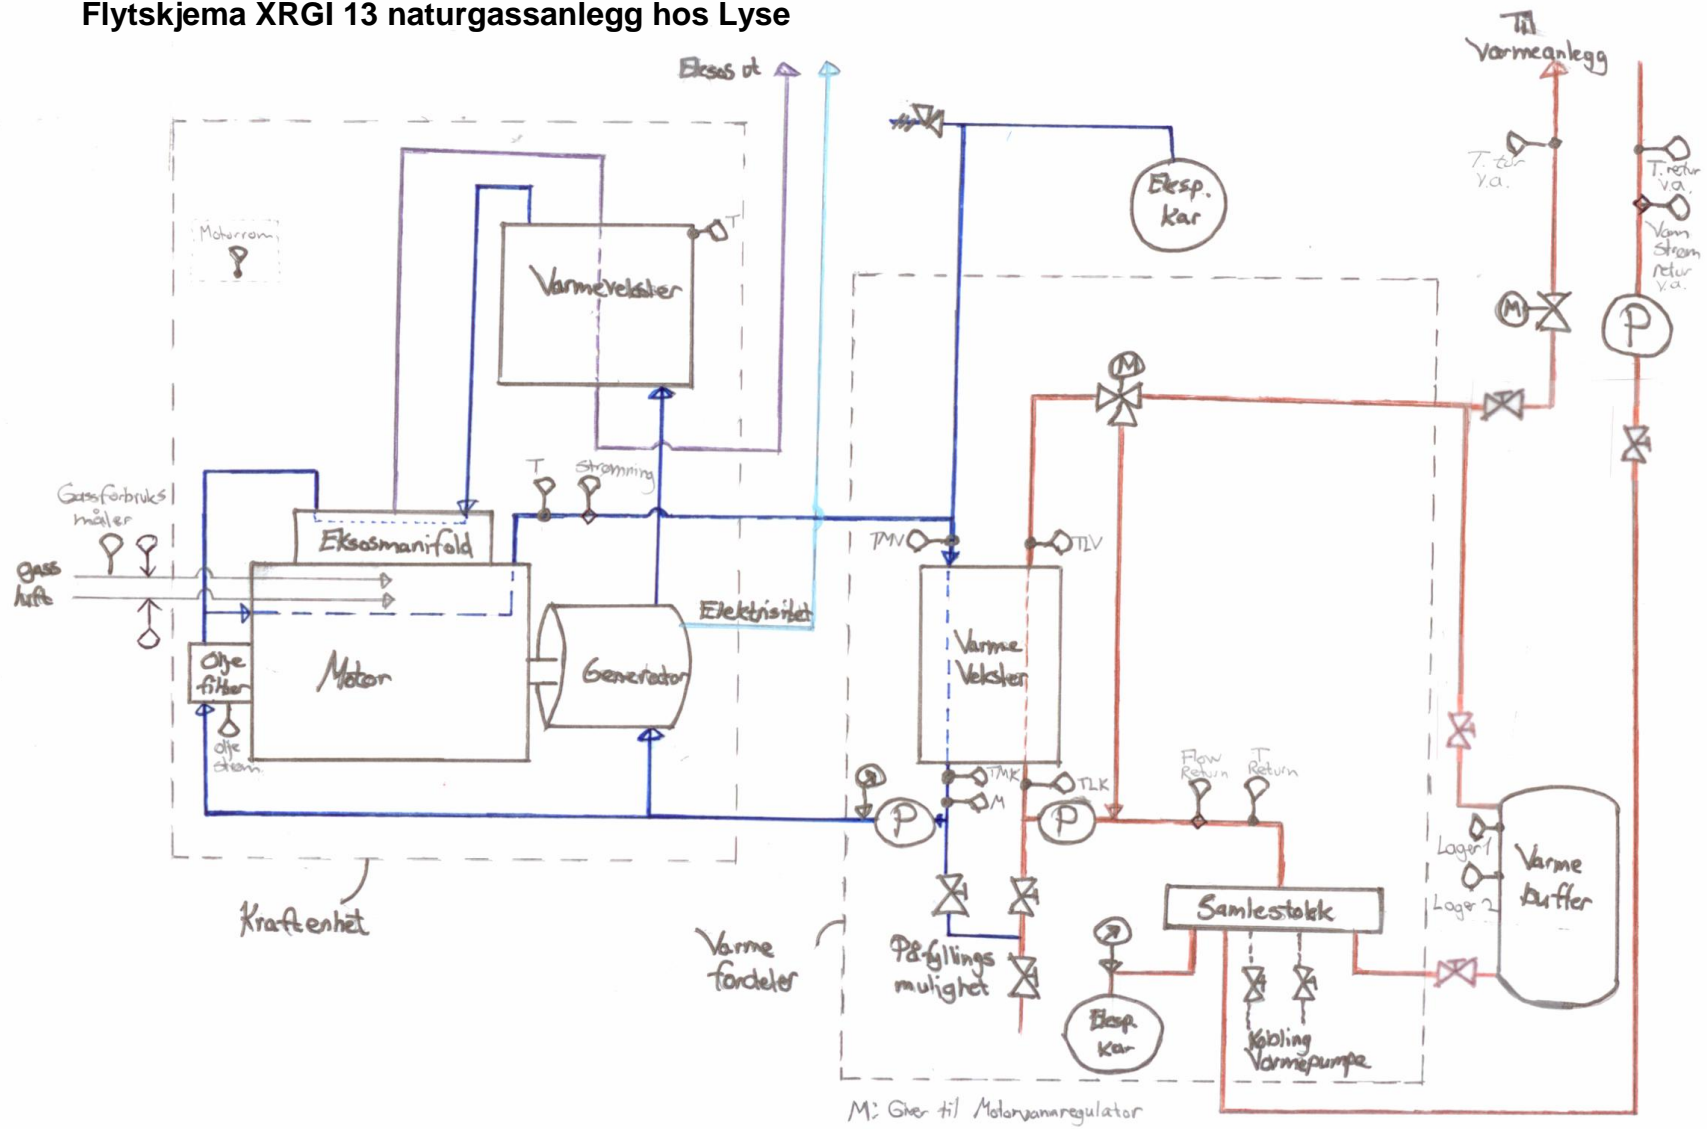 Flytskjema XRGI 13 naturgassanlegg hos Lyse
Til
Varmeanlegg
Eksos ut
T. tur
v.a.
T. retur
v.a.
Vann
strøm
retur
v.a.
M
P
Eksp.
kar
Motorrom
T
Varmeveksler
M
Gassforbruks
måler
T
Strømning
Eksosmanifold
gass
luft
TMV
TLV
Elektrisitet
Olje
filter
Motor
Generator
Varme
Veksler
olje
strøm
TMK
M
TLK
Flow
Return
T
Return
P
P
Lager 1
Lager 2
Varme
buffer
Kraftenhet
Varme
fordeler
Påfyllings
mulighet
Samlestokk
Eksp.
kar
Kobling
Varmepumpe
M: Giver til Motorvannregulator